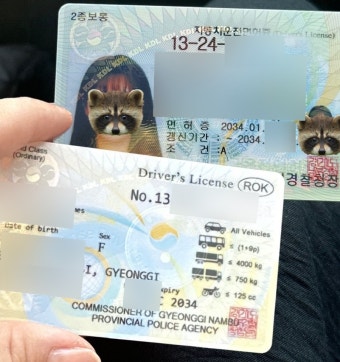 2종보통
자동차운전면허증 (Driver's License)
13-24-
면 허 증 2034.01.
갱신기간 : ~ 2034.
조 건 :A
경찰청장
Class
(Ordinary)
Driver's License ROK
No.13
Date of birth
F
All Vehicles
≤ (1+9p)
≤ 4000 kg
≤ 750 kg
≤ 125 cc
I, GYEONGGI
2034
COMMISSIONER OF GYEONGGI NAMBU
PROVINCIAL POLICE AGENCY